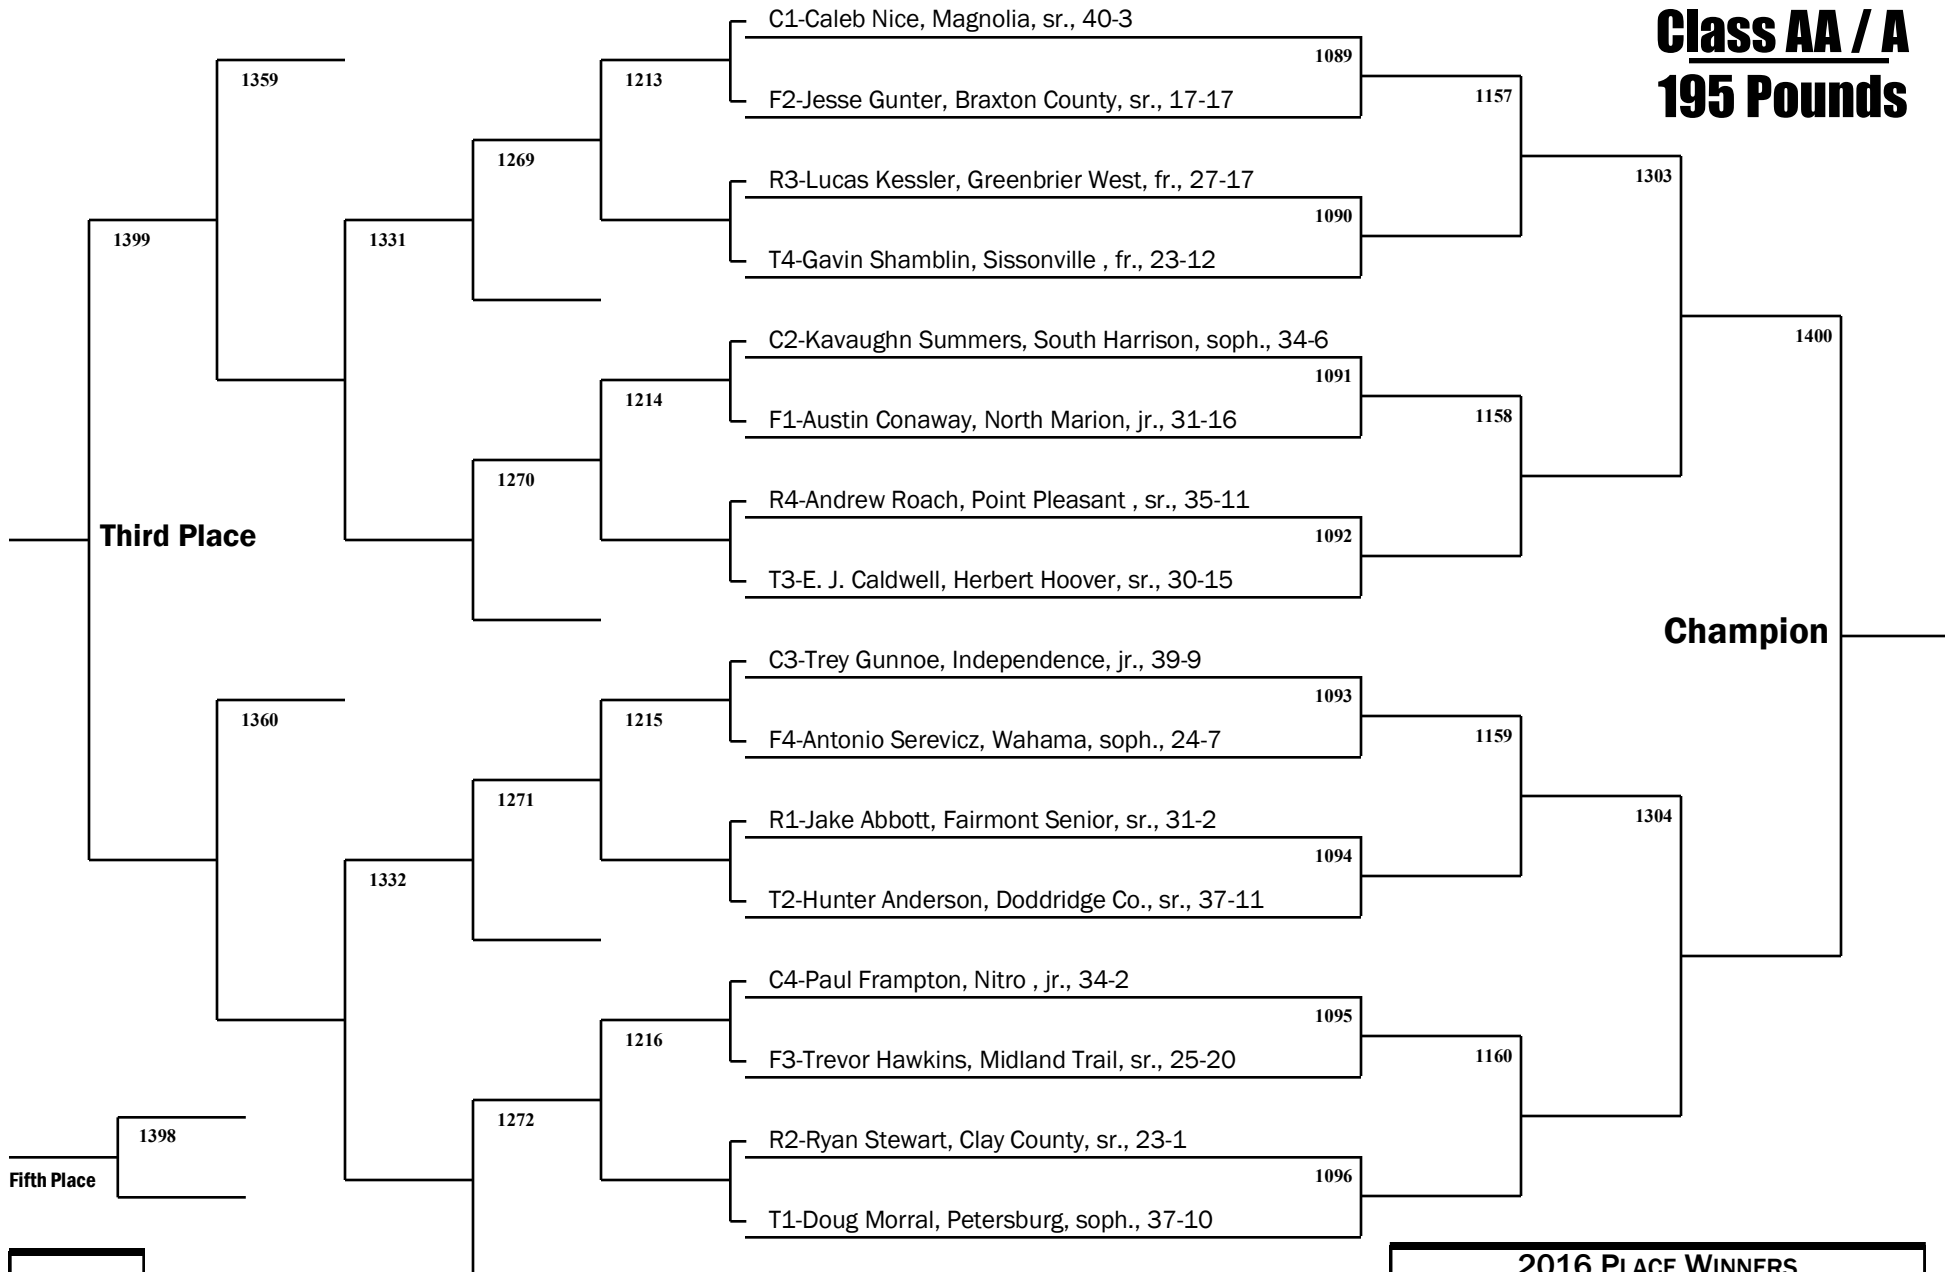 Class AA / A
195 Pounds
C1-Caleb Nice, Magnolia, sr., 40-3
1089
F2-Jesse Gunter, Braxton County, sr., 17-17
1359
1213
1157
1269
R3-Lucas Kessler, Greenbrier West, fr., 27-17
1303
1090
1399
1331
T4-Gavin Shamblin, Sissonville , fr., 23-12
C2-Kavaughn Summers, South Harrison, soph., 34-6
1400
1091
1214
F1-Austin Conaway, North Marion, jr., 31-16
1158
1270
R4-Andrew Roach, Point Pleasant , sr., 35-11
Third Place
1092
T3-E. J. Caldwell, Herbert Hoover, sr., 30-15
Champion
C3-Trey Gunnoe, Independence, jr., 39-9
1093
1360
1215
F4-Antonio Serevicz, Wahama, soph., 24-7
1159
1271
R1-Jake Abbott, Fairmont Senior, sr., 31-2
1304
1094
1332
T2-Hunter Anderson, Doddridge Co., sr., 37-11
C4-Paul Frampton, Nitro , jr., 34-2
1095
1216
F3-Trevor Hawkins, Midland Trail, sr., 25-20
1160
1272
1398
R2-Ryan Stewart, Clay County, sr., 23-1
Fifth Place
1096
T1-Doug Morral, Petersburg, soph., 37-10
2016 PLACE WINNERS